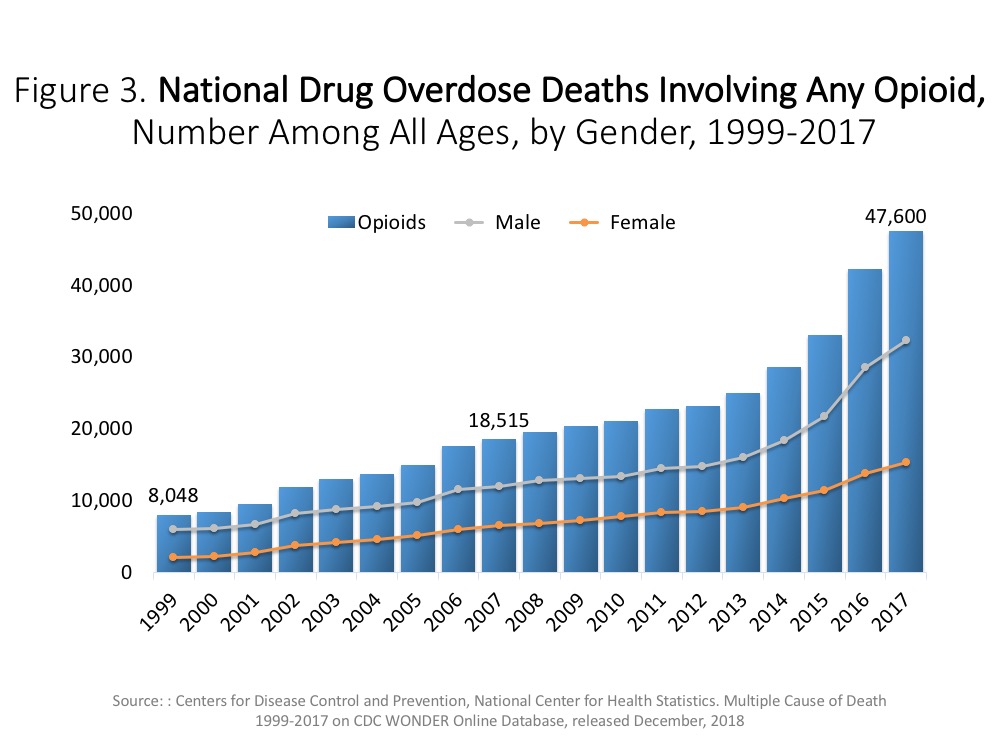 Figure 3. National Drug Overdose Deaths Involving Any Opioid,
Number Among All Ages, by Gender, 1999-2017
50,000
40,000
30,000
20,000
10,000
0
Opioids Male Female
8,048
18,515
47,600
1999 2000 2001 2002 2003 2004 2005 2006 2007 2008 2009 2010 2011 2012 2013 2014 2015 2016 2017
Source: : Centers for Disease Control and Prevention, National Center for Health Statistics. Multiple Cause of Death
1999-2017 on CDC WONDER Online Database, released December, 2018